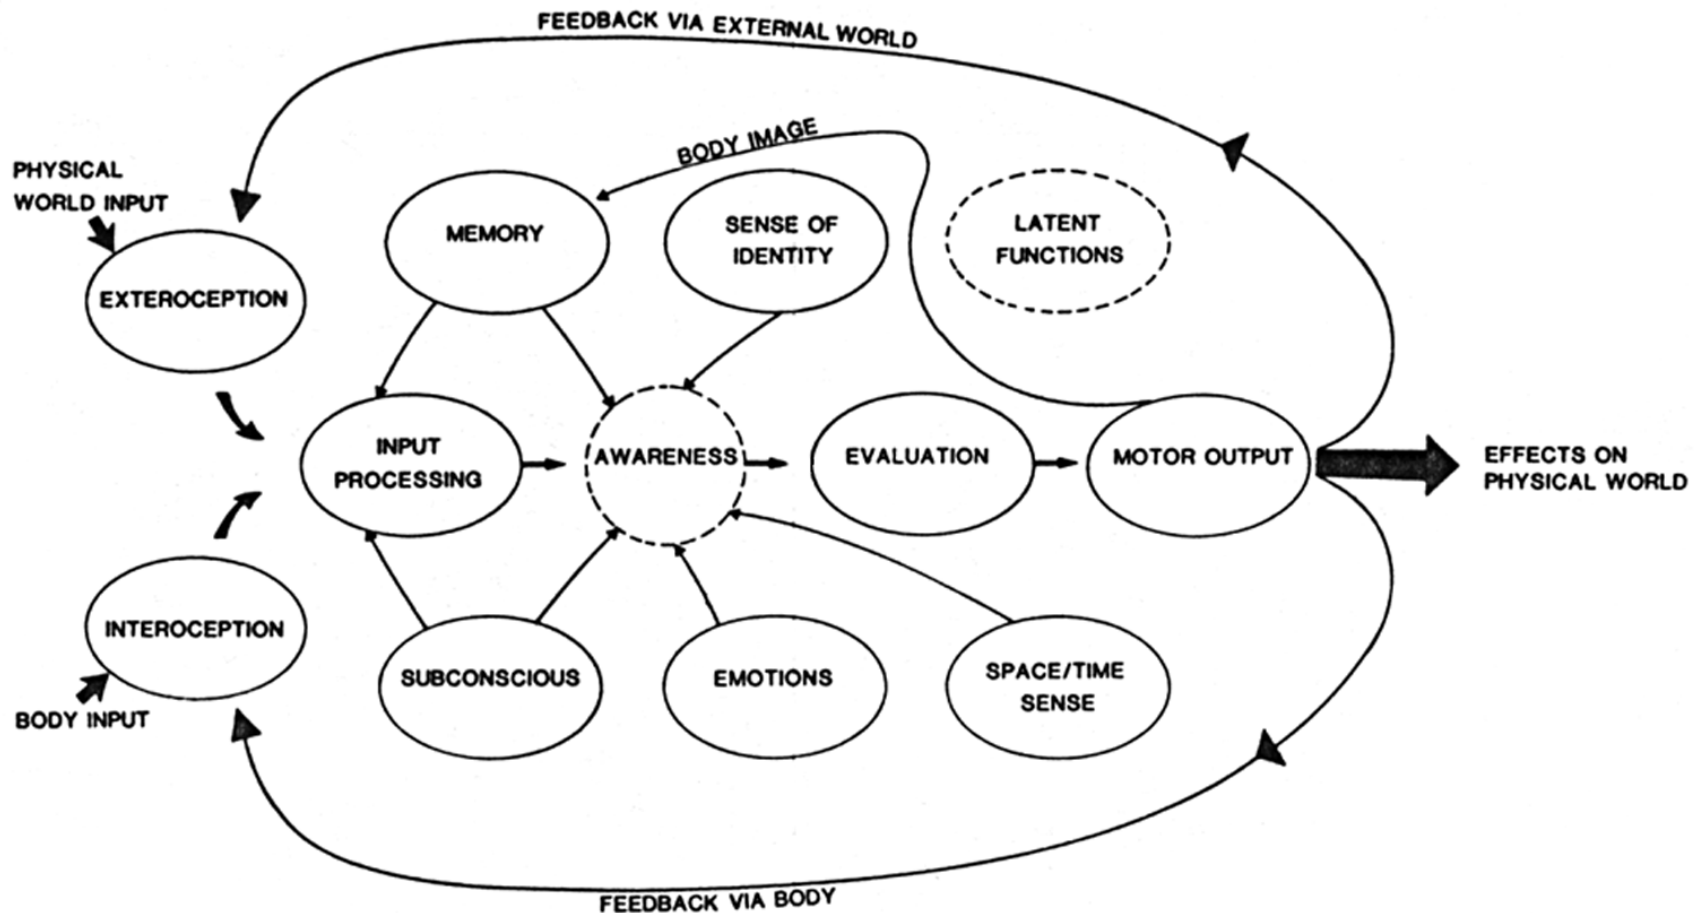 FEEDBACK VIA EXTERNAL WORLD
BODY IMAGE
PHYSICAL
WORLD INPUT
MEMORY
SENSE OF
IDENTITY
LATENT
FUNCTIONS
EXTEROCEPTION
INPUT
PROCESSING
AWARENESS
EVALUATION
MOTOR OUTPUT
EFFECTS ON
PHYSICAL WORLD
INTEROCEPTION
BODY INPUT
SUBCONSCIOUS
EMOTIONS
SPACE/TIME
SENSE
FEEDBACK VIA BODY